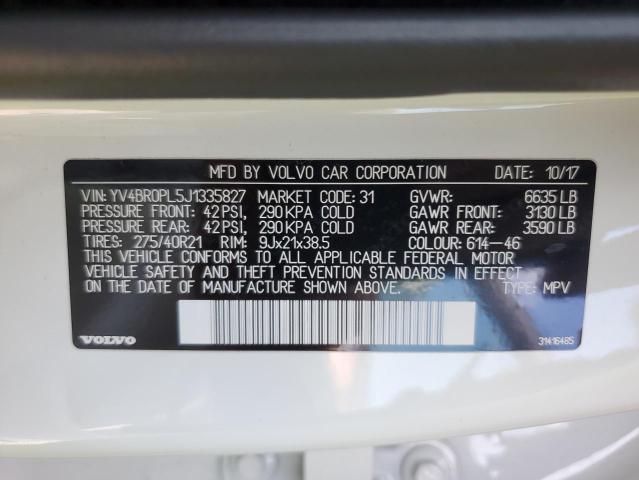 MFD BY VOLVO CAR CORPORATION DATE: 10/17
VIN: YV4BR0PL5J1335827 MARKET CODE: 31 GVWR: 6635 LB
PRESSURE FRONT: 42 PSI, 290 KPA COLD GAWR FRONT: 3130 LB
PRESSURE REAR: 42 PSI, 290 KPA COLD GAWR REAR: 3590 LB
TIRES: 275/40R21 RIM: 9Jx21x38.5 COLOUR: 614-46
THIS VEHICLE CONFORMS TO ALL APPLICABLE FEDERAL MOTOR
VEHICLE SAFETY AND THEFT PREVENTION STANDARDS IN EFFECT
ON THE DATE OF MANUFACTURE SHOWN ABOVE. TYPE: MPV
VOLVO 31416485